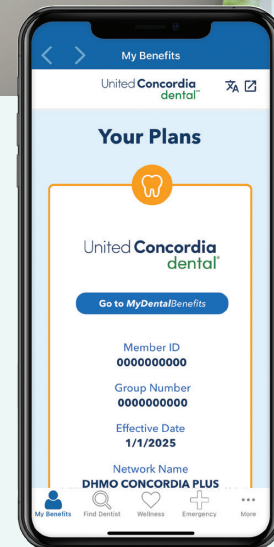 My Benefits
United Concordia
dental™
Your Plans
United Concordia
dental®
Go to MyDentalBenefits
Member ID
0000000000
Group Number
0000000000
Effective Date
1/1/2025
Network Name
DHMO CONCORDIA PLUS
My Benefits Find Dentist Wellness Emergency More